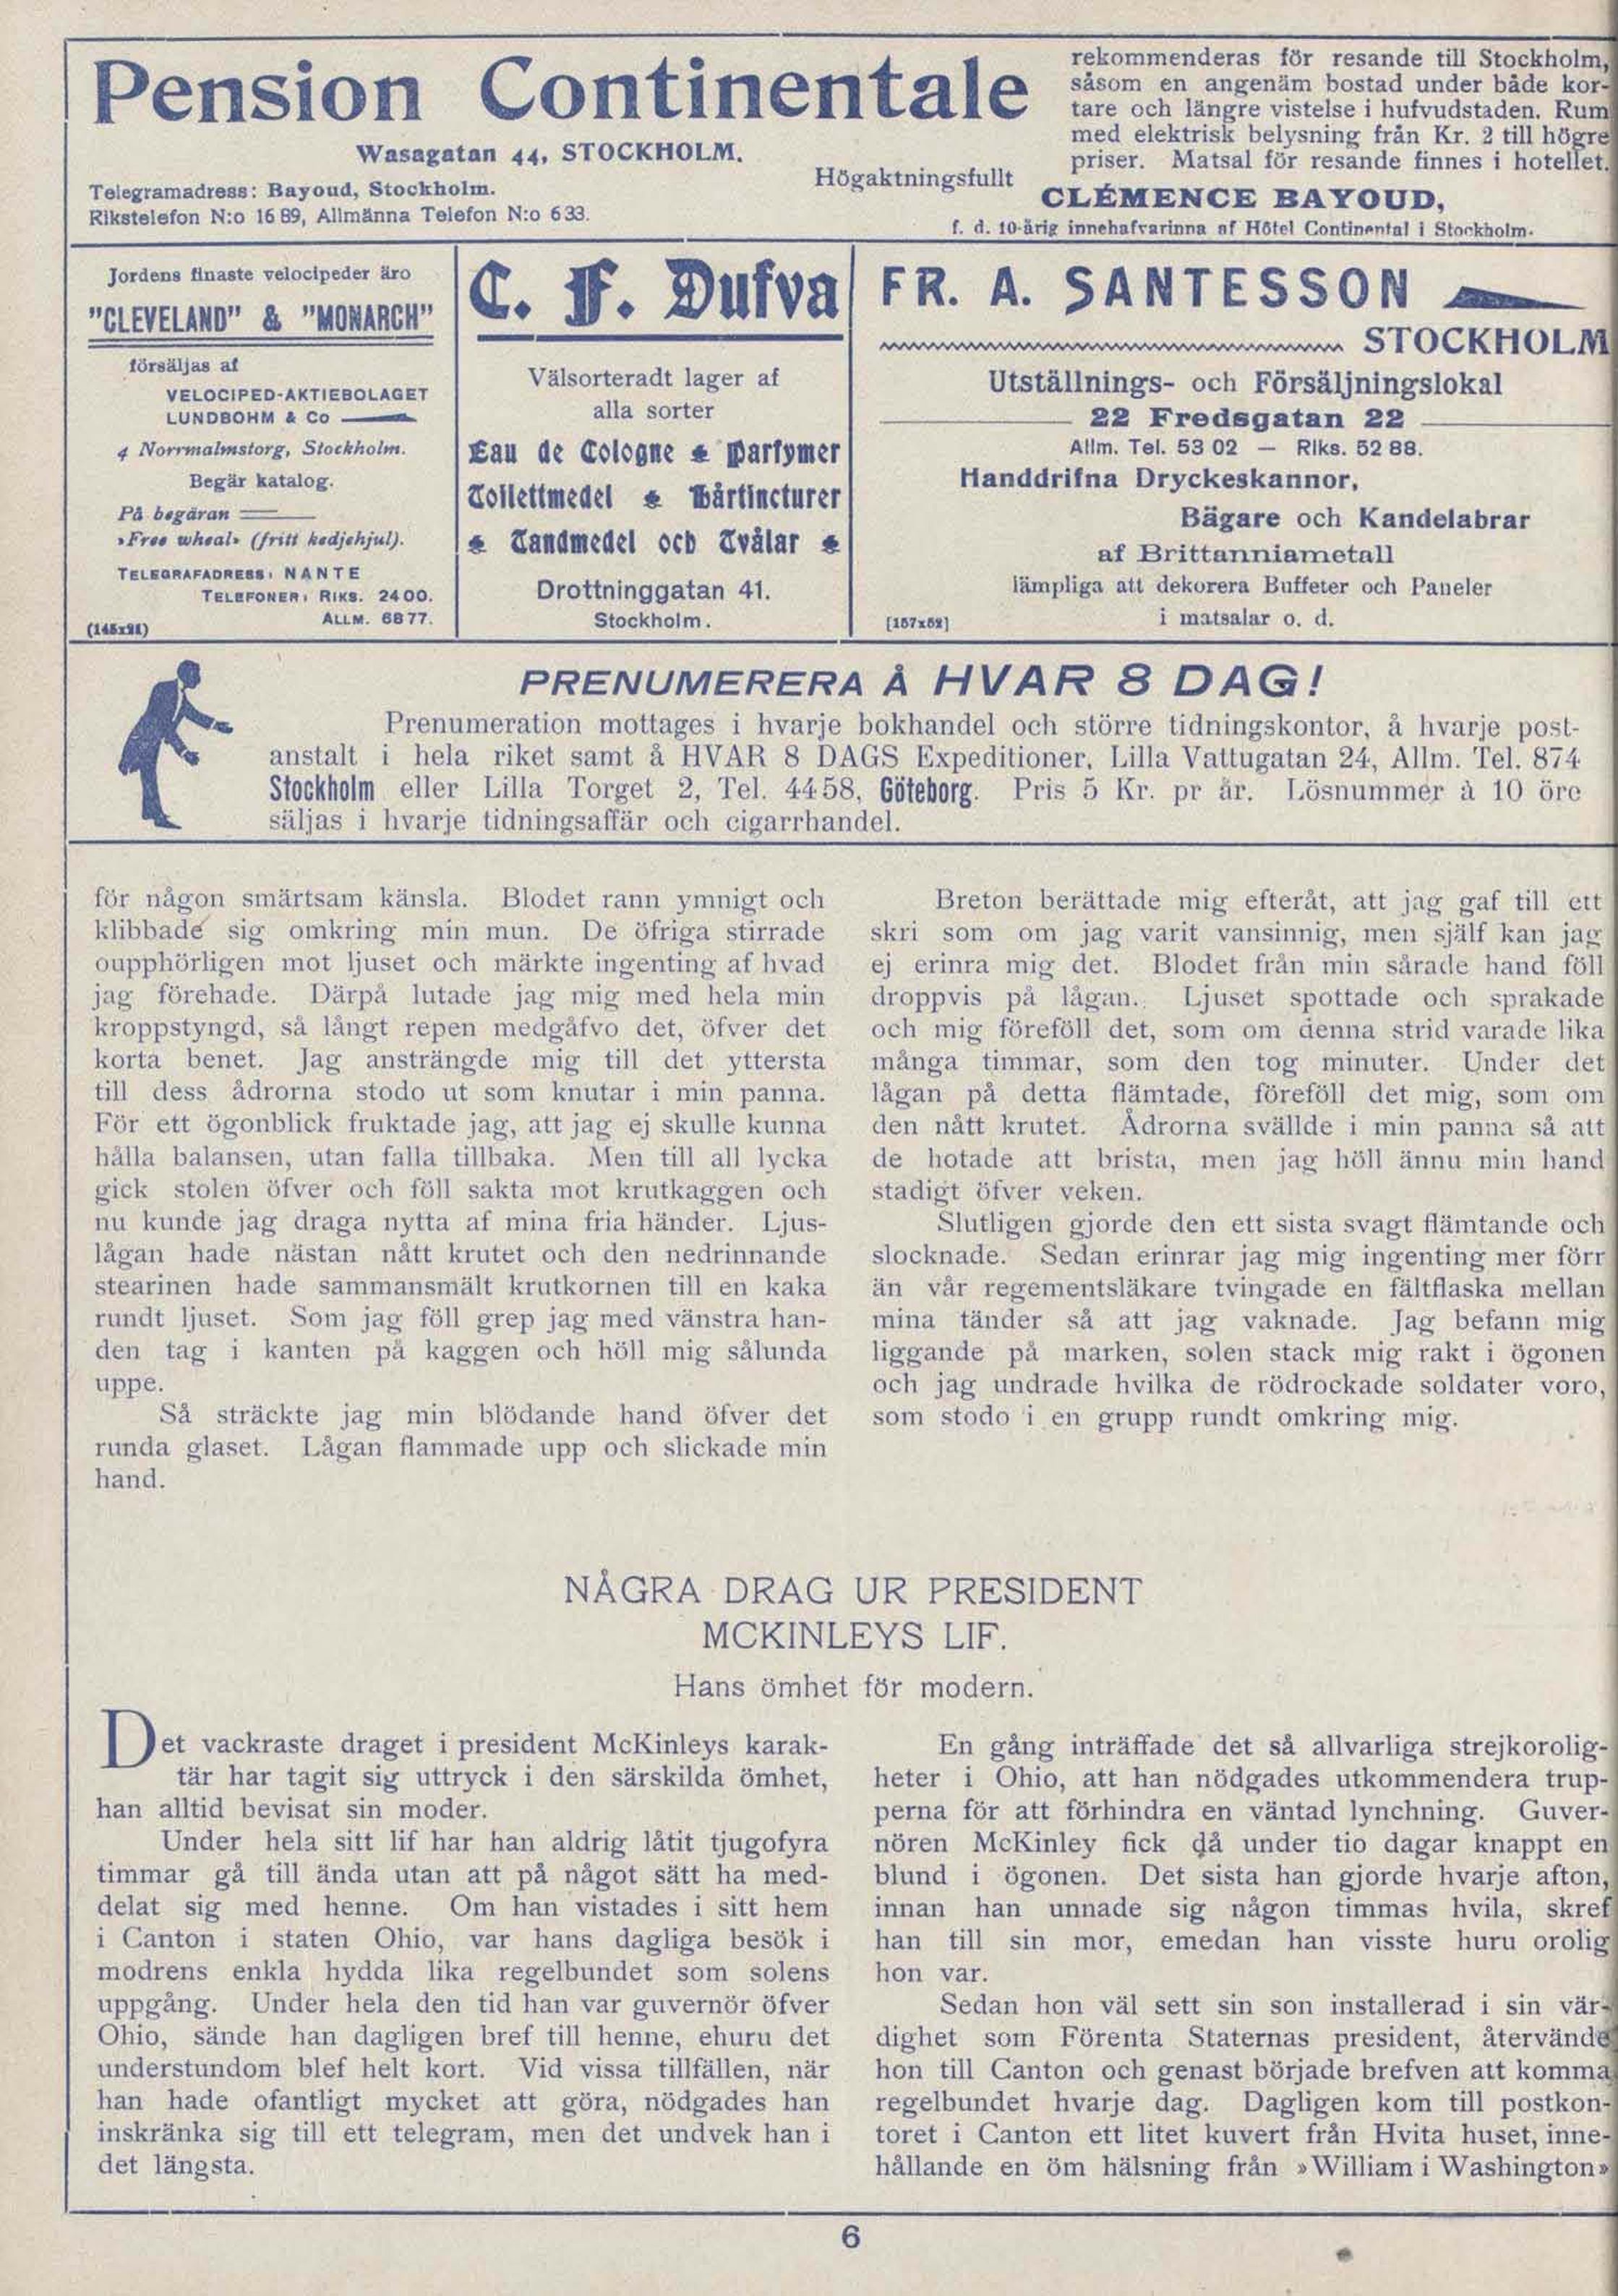 Pension Continentale
Wasagatan 44, STOCKHOLM.
Telegramadress: Bayoud, Stockholm.
Rikstelefon N:o 16 89, Allmänna Telefon N:o 6 33.
rekommenderas för resande till Stockholm,
såsom en angenäm bostad under både kor-
tare och längre vistelse i hufvudstaden. Rum
med elektrisk belysning från Kr. 2 till högre
priser. Matsal för resande finnes i hotellet.
Högaktningsfullt
CLÉMENCE BAYOUD,
f. d. 10-årig innehafvarinna af Hôtel Continental i Stockholm.
Jordens finaste velocipeder äro
"CLEVELAND" & "MONARCH"
försäljas af
VELOCIPED-AKTIEBOLAGET
LUNDBOHM & Co
4 Norrmalmstorg, Stockholm.
Begär katalog.
På begäran
»Free wheal» (fritt kedjehjul).
TELEGRAFADRESS: NANTE
TELEFONER: RIKS. 2400.
ALLM. 6877.
(145x21)
C. F. Dufva
Välsorteradt lager af
alla sorter
Eau de Cologne * Parfymer
Toilettmedel * Hårtincturer
* Tandmedel och Tvålar *
Drottninggatan 41.
Stockholm.
FR. A. SANTESSON
STOCKHOLM
Utställnings- och Försäljningslokal
22 Fredsgatan 22
Allm. Tel. 53 02 — Riks. 52 88.
Handdrifna Dryckeskannor,
Bägare och Kandelabrar
af Brittanniametall
lämpliga att dekorera Buffeter och Paneler
i matsalar o. d.
[157x52]
PRENUMERERA Å HVAR 8 DAG!
Prenumeration mottages i hvarje bokhandel och större tidningskontor, å hvarje post-
anstalt i hela riket samt å HVAR 8 DAGS Expeditioner, Lilla Vattugatan 24, Allm. Tel. 874
Stockholm eller Lilla Torget 2, Tel. 4458, Göteborg. Pris 5 Kr. pr år. Lösnummer à 10 öre
säljas i hvarje tidningsaffär och cigarrhandel.
för någon smärtsam känsla. Blodet rann ymnigt och
klibbade sig omkring min mun. De öfriga stirrade
oupphörligen mot ljuset och märkte ingenting af hvad
jag förehade. Därpå lutade jag mig med hela min
kroppstyngd, så långt repen medgåfvo det, öfver det
korta benet. Jag ansträngde mig till det yttersta
till dess ådrorna stodo ut som knutar i min panna.
För ett ögonblick fruktade jag, att jag ej skulle kunna
hålla balansen, utan falla tillbaka. Men till all lycka
gick stolen öfver och föll sakta mot krutkaggen och
nu kunde jag draga nytta af mina fria händer. Ljus-
lågan hade nästan nått krutet och den nedrinnande
stearinen hade sammansmält krutkornen till en kaka
rundt ljuset. Som jag föll grep jag med vänstra han-
den tag i kanten på kaggen och höll mig sålunda
uppe.
Så sträckte jag min blödande hand öfver det
runda glaset. Lågan flammade upp och slickade min
hand.
Breton berättade mig efteråt, att jag gaf till ett
skri som om jag varit vansinnig, men själf kan jag
ej erinra mig det. Blodet från min sårade hand föll
droppvis på lågan. Ljuset spottade och sprakade
och mig föreföll det, som om denna strid varade lika
många timmar, som den tog minuter. Under det
lågan på detta flämtade, föreföll det mig, som om
den nått krutet. Ådrorna svällde i min panna så att
de hotade att brista, men jag höll ännu min hand
stadigt öfver veken.
Slutligen gjorde den ett sista svagt flämtande och
slocknade. Sedan erinrar jag mig ingenting mer förr
än vår regementsläkare tvingade en fältflaska mellan
mina tänder så att jag vaknade. Jag befann mig
liggande på marken, solen stack mig rakt i ögonen
och jag undrade hvilka de rödrockade soldater voro,
som stodo i en grupp rundt omkring mig.
NÅGRA DRAG UR PRESIDENT
MCKINLEYS LIF.
Hans ömhet för modern.
Det vackraste draget i president McKinleys karak-
tär har tagit sig uttryck i den särskilda ömhet,
han alltid bevisat sin moder.
Under hela sitt lif har han aldrig låtit tjugofyra
timmar gå till ända utan att på något sätt ha med-
delat sig med henne. Om han vistades i sitt hem
i Canton i staten Ohio, var hans dagliga besök i
modrens enkla hydda lika regelbundet som solens
uppgång. Under hela den tid han var guvernör öfver
Ohio, sände han dagligen bref till henne, ehuru det
understundom blef helt kort. Vid vissa tillfällen, när
han hade ofantligt mycket att göra, nödgades han
inskränka sig till ett telegram, men det undvek han i
det längsta.
En gång inträffade det så allvarliga strejkorolig-
heter i Ohio, att han nödgades utkommendera trup-
perna för att förhindra en väntad lynchning. Guver-
nören McKinley fick då under tio dagar knappt en
blund i ögonen. Det sista han gjorde hvarje afton,
innan han unnade sig någon timmas hvila, skref
han till sin mor, emedan han visste huru orolig
hon var.
Sedan hon väl sett sin son installerad i sin vär-
dighet som Förenta Staternas president, återvände
hon till Canton och genast började brefven att komma
regelbundet hvarje dag. Dagligen kom till postkon-
toret i Canton ett litet kuvert från Hvita huset, inne-
hållande en öm hälsning från »William i Washington»
6